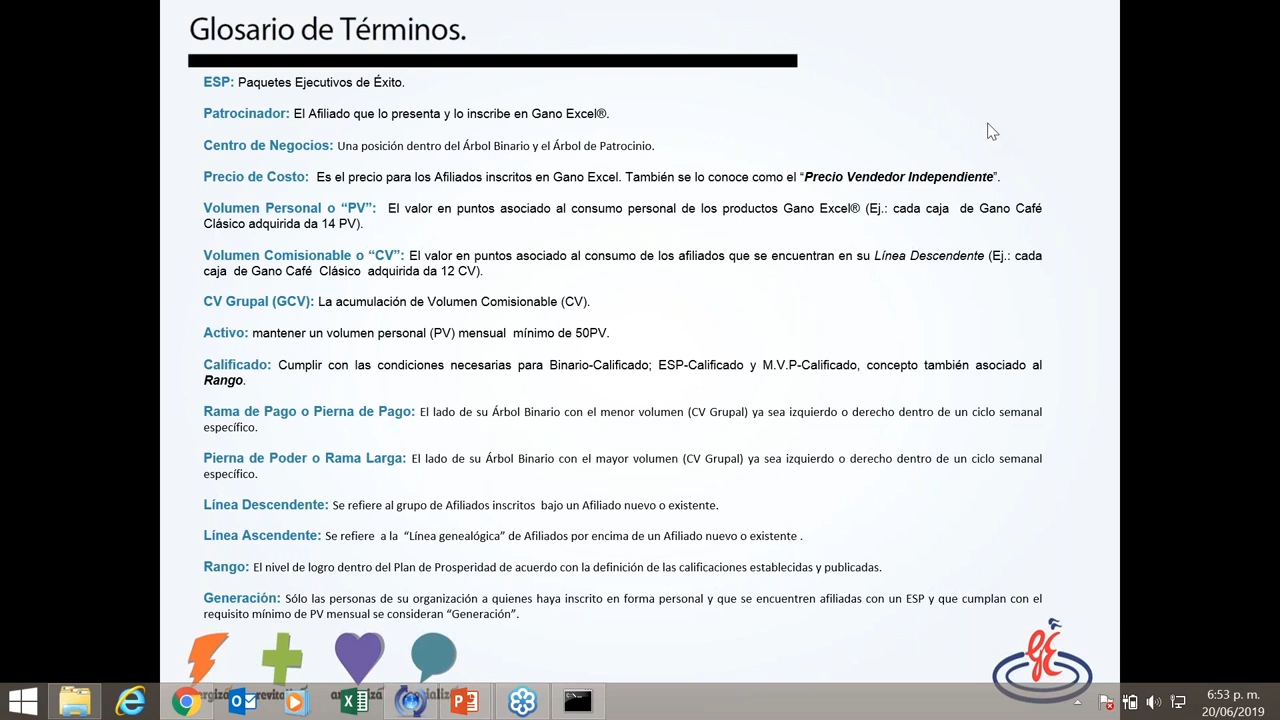 Glosario de Términos.
ESP: Paquetes Ejecutivos de Éxito.
Patrocinador: El Afiliado que lo presenta y lo inscribe en Gano Excel®.
Centro de Negocios: Una posición dentro del Árbol Binario y el Árbol de Patrocinio.
Precio de Costo: Es el precio para los Afiliados inscritos en Gano Excel. También se lo conoce como el “Precio Vendedor Independiente”.
Volumen Personal o “PV”: El valor en puntos asociado al consumo personal de los productos Gano Excel® (Ej.: cada caja de Gano Café
Clásico adquirida da 14 PV).
Volumen Comisionable o “CV”: El valor en puntos asociado al consumo de los afiliados que se encuentran en su Línea Descendente (Ej.: cada
caja de Gano Café Clásico adquirida da 12 CV).
CV Grupal (GCV): La acumulación de Volumen Comisionable (CV).
Activo: mantener un volumen personal (PV) mensual mínimo de 50PV.
Calificado: Cumplir con las condiciones necesarias para Binario-Calificado; ESP-Calificado y M.V.P-Calificado, concepto también asociado al
Rango.
Rama de Pago o Pierna de Pago: El lado de su Árbol Binario con el menor volumen (CV Grupal) ya sea izquierdo o derecho dentro de un ciclo semanal
específico.
Pierna de Poder o Rama Larga: El lado de su Árbol Binario con el mayor volumen (CV Grupal) ya sea izquierdo o derecho dentro de un ciclo semanal
específico.
Línea Descendente: Se refiere al grupo de Afiliados inscritos bajo un Afiliado nuevo o existente.
Línea Ascendente: Se refiere a la “Línea genealógica” de Afiliados por encima de un Afiliado nuevo o existente .
Rango: El nivel de logro dentro del Plan de Prosperidad de acuerdo con la definición de las calificaciones establecidas y publicadas.
Generación: Sólo las personas de su organización a quienes haya inscrito en forma personal y que se encuentren afiliadas con un ESP y que cumplan con el
requisito mínimo de PV mensual se consideran “Generación”.
6:53 p. m.
20/06/2019